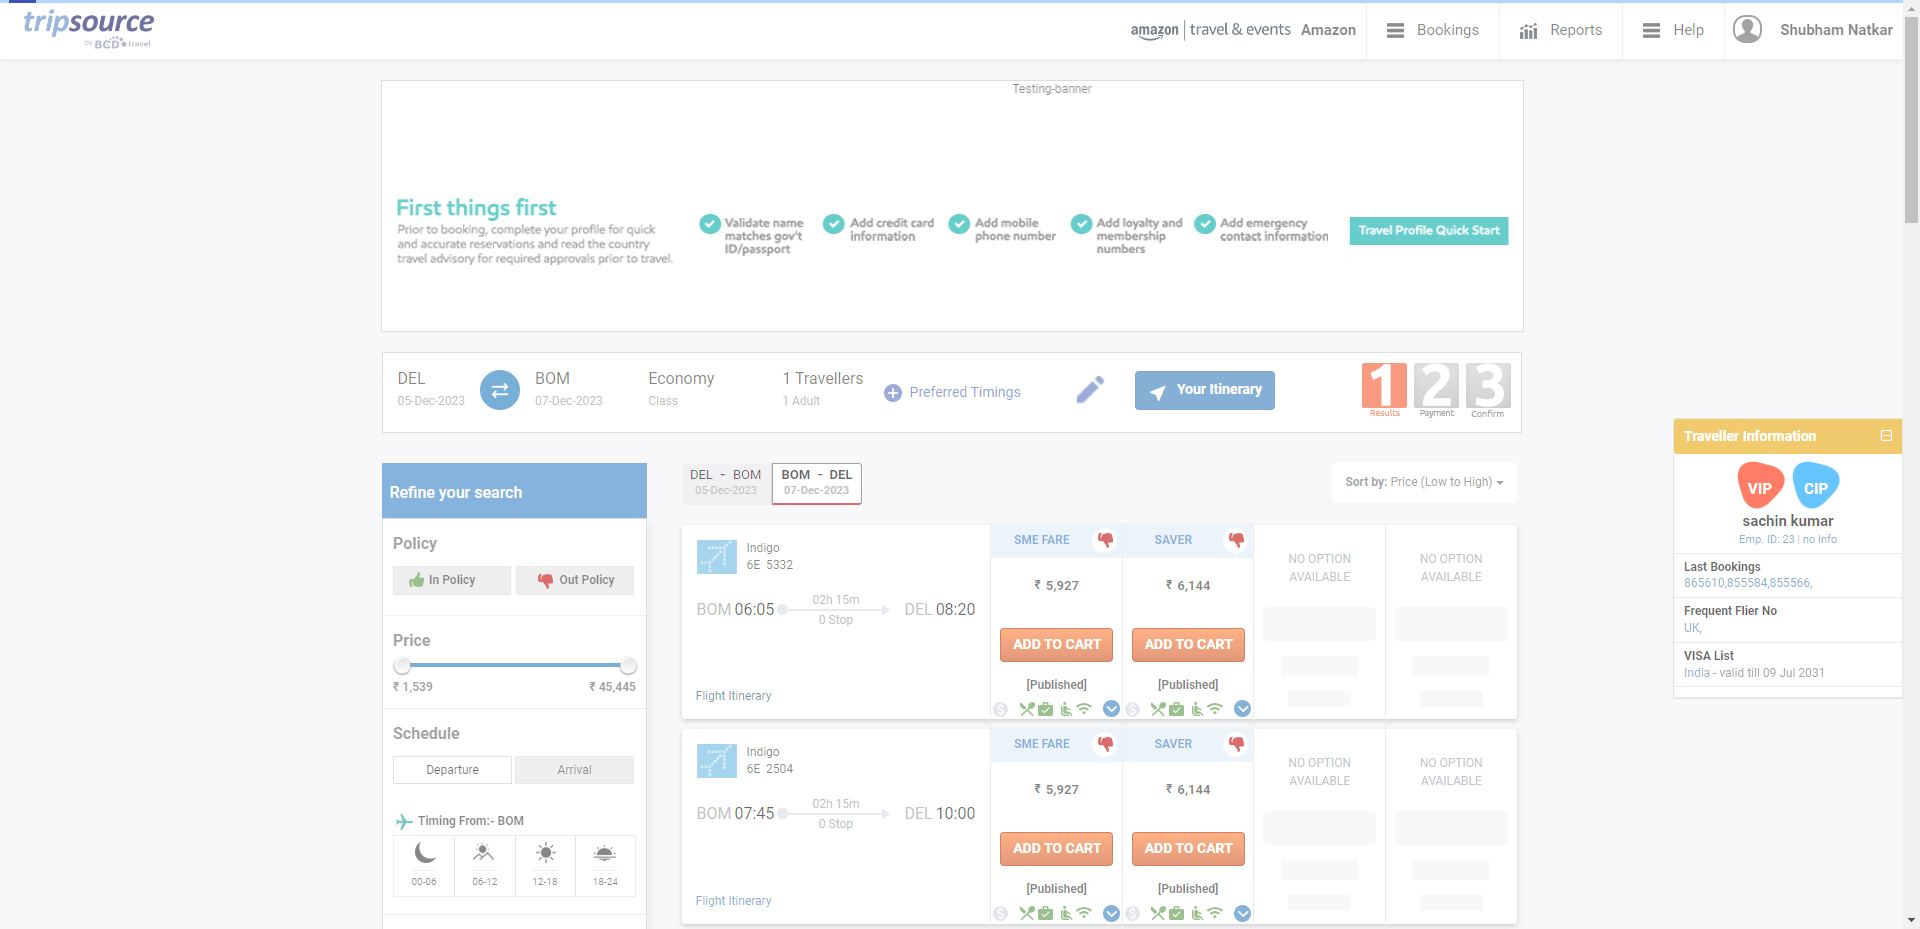 tripsource
by BCD travel
amazon travel & events Amazon
Bookings
Reports
Help
Shubham Natkar
Testing-banner
First things first
Prior to booking, complete your profile for quick
and accurate reservations and read the country
travel advisory for required approvals prior to travel.
Validate name
matches gov't
ID/passport
Add credit card
information
Add mobile
phone number
Add loyalty and
membership
numbers
Add emergency
contact information
Travel Profile Quick Start
DEL
05-Dec-2023
BOM
07-Dec-2023
Economy
Class
1 Travellers
1 Adult
Preferred Timings
Your Itinerary
1
Results
2
Payment
3
Confirm
Traveller Information
VIP
CIP
sachin kumar
Emp. ID: 23 | no Info
Last Bookings
865610,855584,855566,
Frequent Flier No
UK,
VISA List
India - valid till 09 Jul 2031
Refine your search
Policy
In Policy
Out Policy
Price
₹ 1,539
₹ 45,445
Schedule
Departure
Arrival
Timing From:- BOM
00-06
06-12
12-18
18-24
DEL - BOM
05-Dec-2023
BOM - DEL
07-Dec-2023
Sort by: Price (Low to High)
Indigo
6E 5332
BOM 06:05
02h 15m
0 Stop
DEL 08:20
Flight Itinerary
SME FARE
₹ 5,927
ADD TO CART
[Published]
SAVER
₹ 6,144
ADD TO CART
[Published]
NO OPTION
AVAILABLE
NO OPTION
AVAILABLE
Indigo
6E 2504
BOM 07:45
02h 15m
0 Stop
DEL 10:00
Flight Itinerary
SME FARE
₹ 5,927
ADD TO CART
[Published]
SAVER
₹ 6,144
ADD TO CART
[Published]
NO OPTION
AVAILABLE
NO OPTION
AVAILABLE